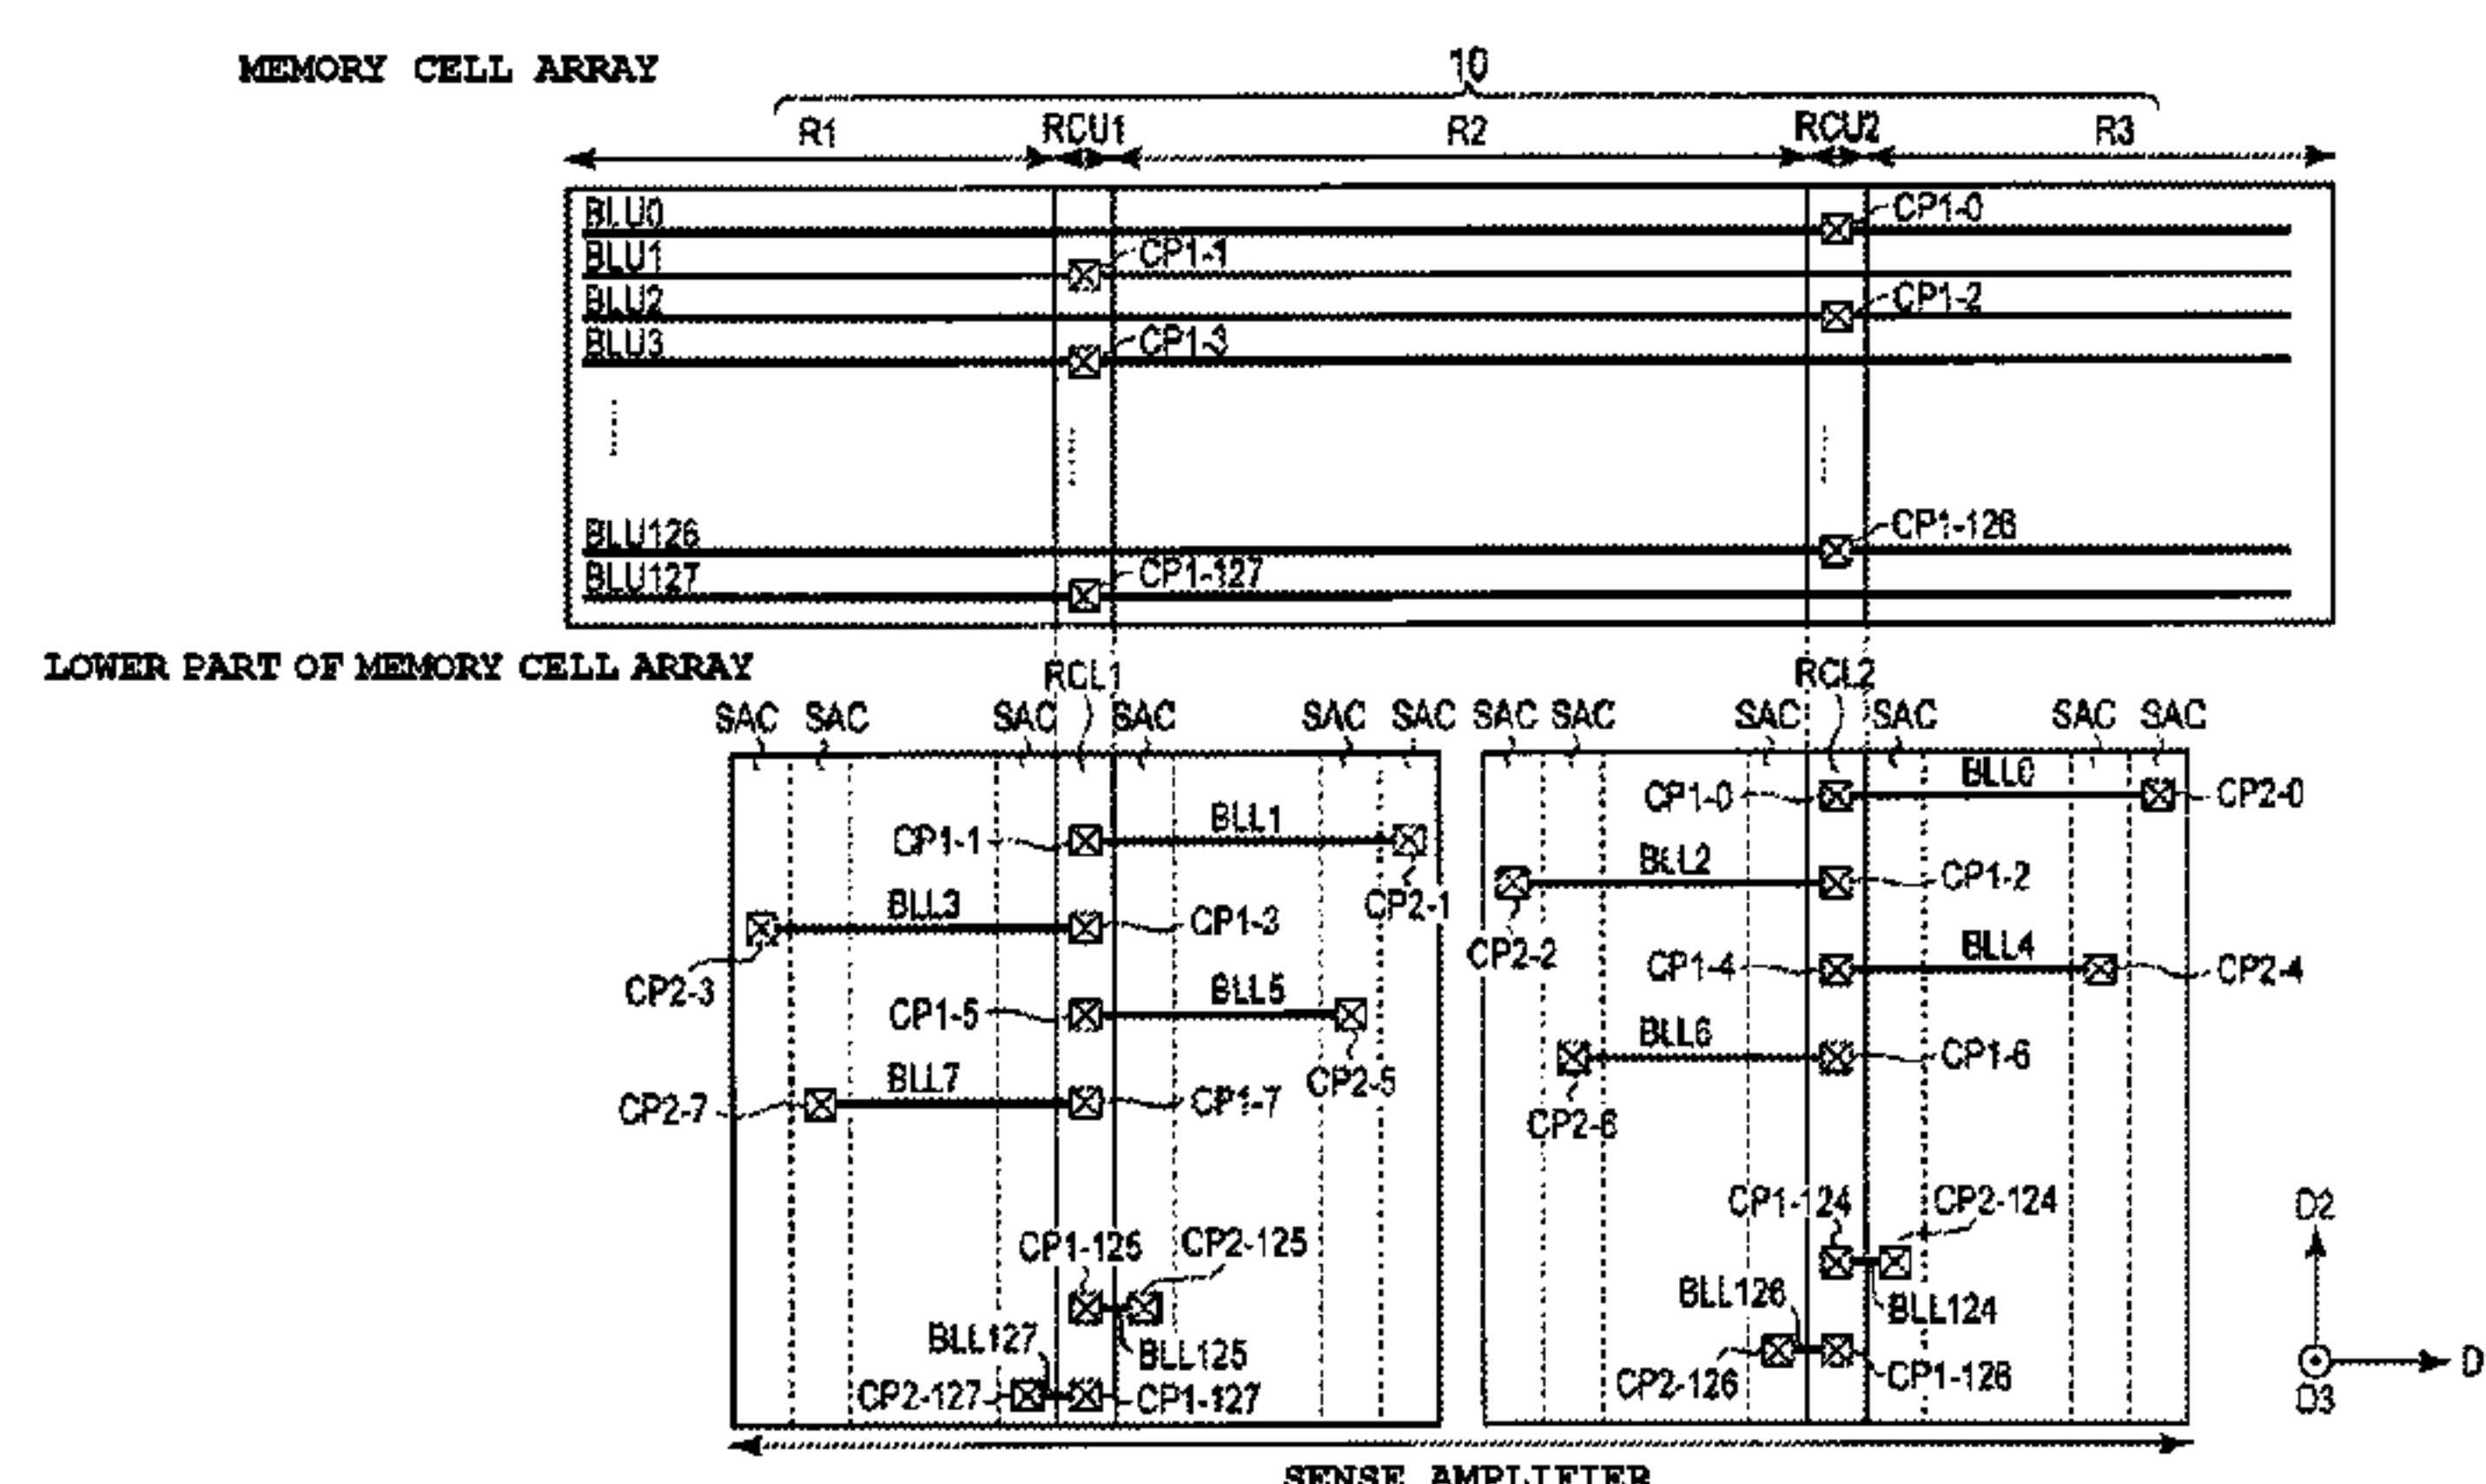 MEMORY CELL ARRAY
10
R1 RCU1 R2 RCU2 R3
BLU0 CP1-0
BLU1 CP1-1
BLU2 CP1-2
BLU3 CP1-3
BLU126 CP1-126
BLU127 CP1-127
LOWER PART OF MEMORY CELL ARRAY
RCL1 RCL2
SAC SAC SAC SAC SAC SAC SAC SAC SAC SAC SAC SAC
CP1-0 BLL0 CP2-0
CP1-1 BLL1 CP2-1
BLL2 CP1-2
CP2-2
BLL3 CP1-3
CP2-3
CP1-4 BLL4 CP2-4
CP1-5 BLL5
CP2-5
BLL6 CP1-6
CP2-6
CP2-7 BLL7 CP1-7
CP1-124 CP2-124
CP1-125 CP2-125
BLL126 BLL124
BLL127 BLL125
CP2-126 CP1-126
CP2-127 CP1-127
D2
D
D3
SENSE AMPLIFIER